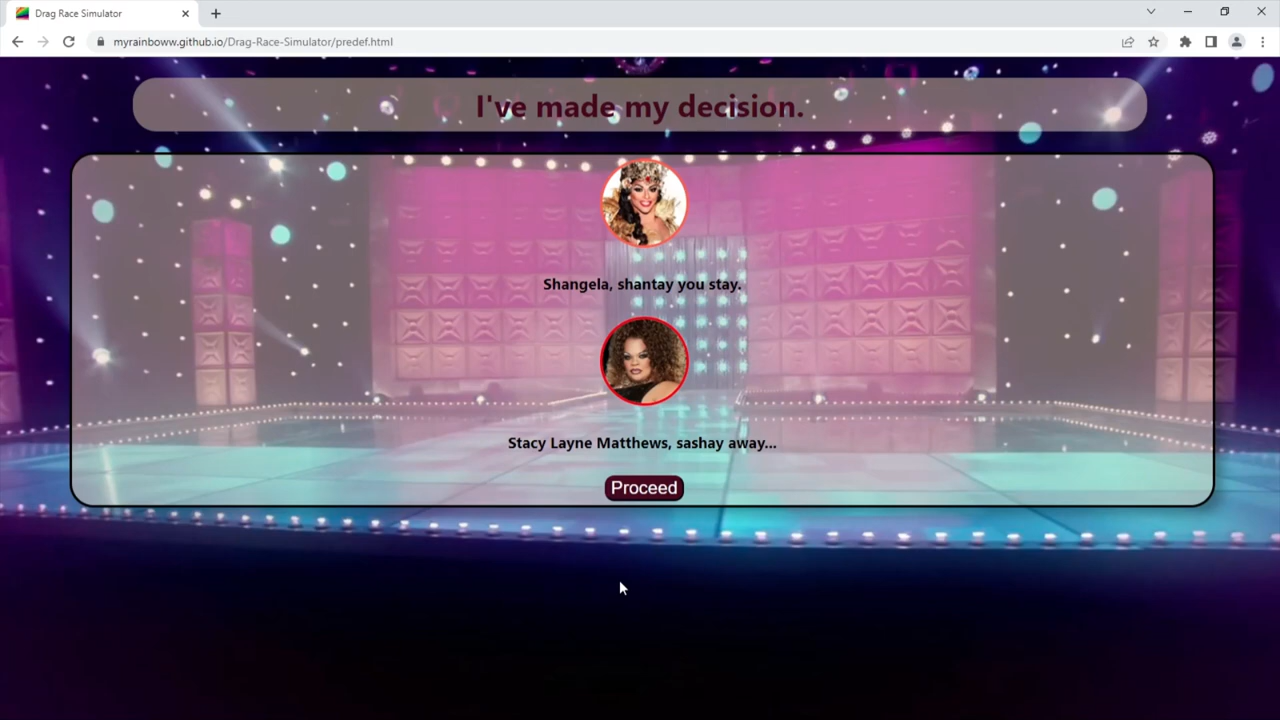 Drag Race Simulator
myrainboww.github.io/Drag-Race-Simulator/predef.html
I've made my decision.
Shangela, shantay you stay.
Stacy Layne Matthews, sashay away...
Proceed